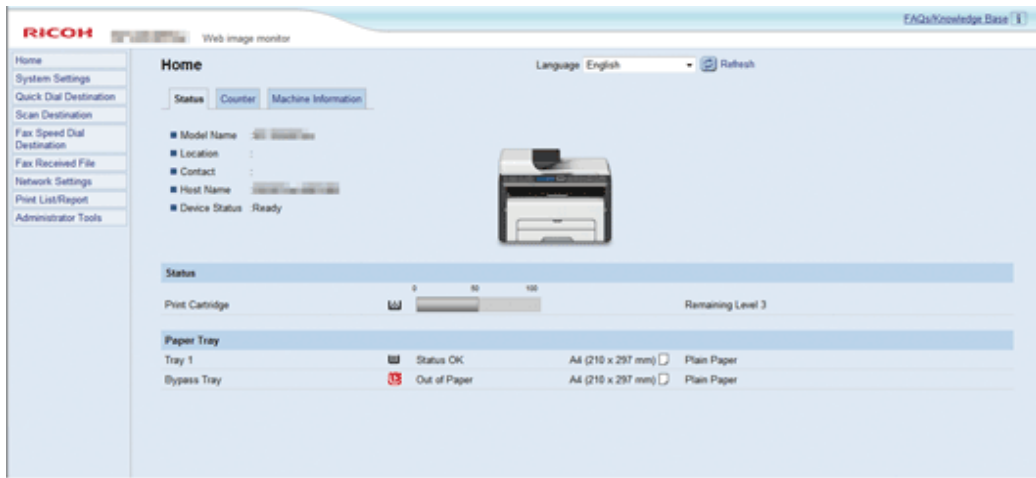 FAQs/Knowledge Base
RICOH Web image monitor
Home
System Settings
Quick Dial Destination
Scan Destination
Fax Speed Dial
Destination
Fax Received File
Network Settings
Print List/Report
Administrator Tools
Home
Language English Refresh
Status Counter Machine Information
Model Name :
Location :
Contact :
Host Name :
Device Status :Ready
Status
0 50 100
Print Cartridge Remaining Level 3
Paper Tray
Tray 1 Status OK A4 (210 x 297 mm) Plain Paper
Bypass Tray Out of Paper A4 (210 x 297 mm) Plain Paper